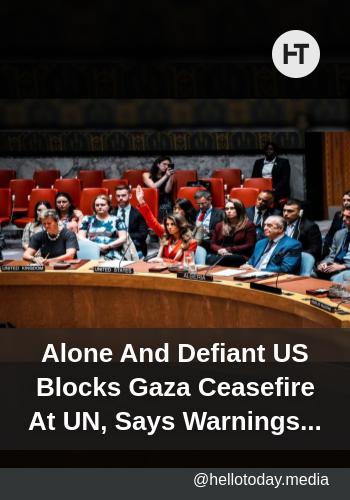 HT
UNITED KINGDOM
UNITED STATES
ALGERIA
Alone And Defiant US
Blocks Gaza Ceasefire
At UN, Says Warnings...
@hellotoday.media